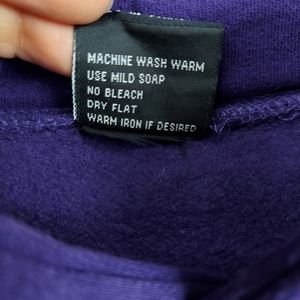 MACHINE WASH WARM
USE MILD SOAP
NO BLEACH
DRY FLAT
WARM IRON IF DESIRED